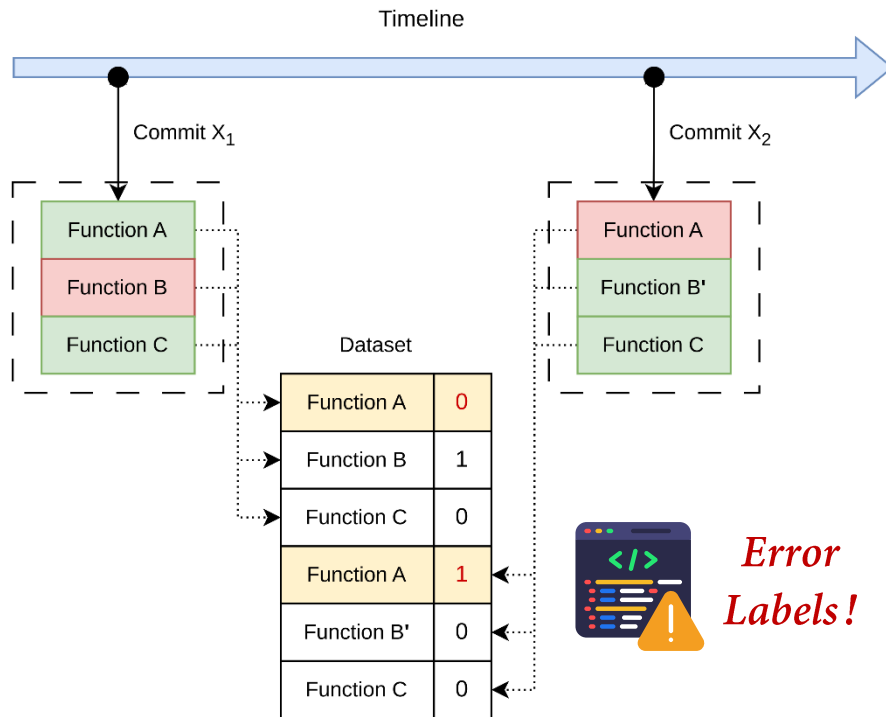 Timeline
Commit X1
Commit X2
Function A
Function B
Function C
Function A
Function B'
Function C
Dataset
Function A 0
Function B 1
Function C 0
Function A 1
Function B' 0
Function C 0
</>
Error
Labels!